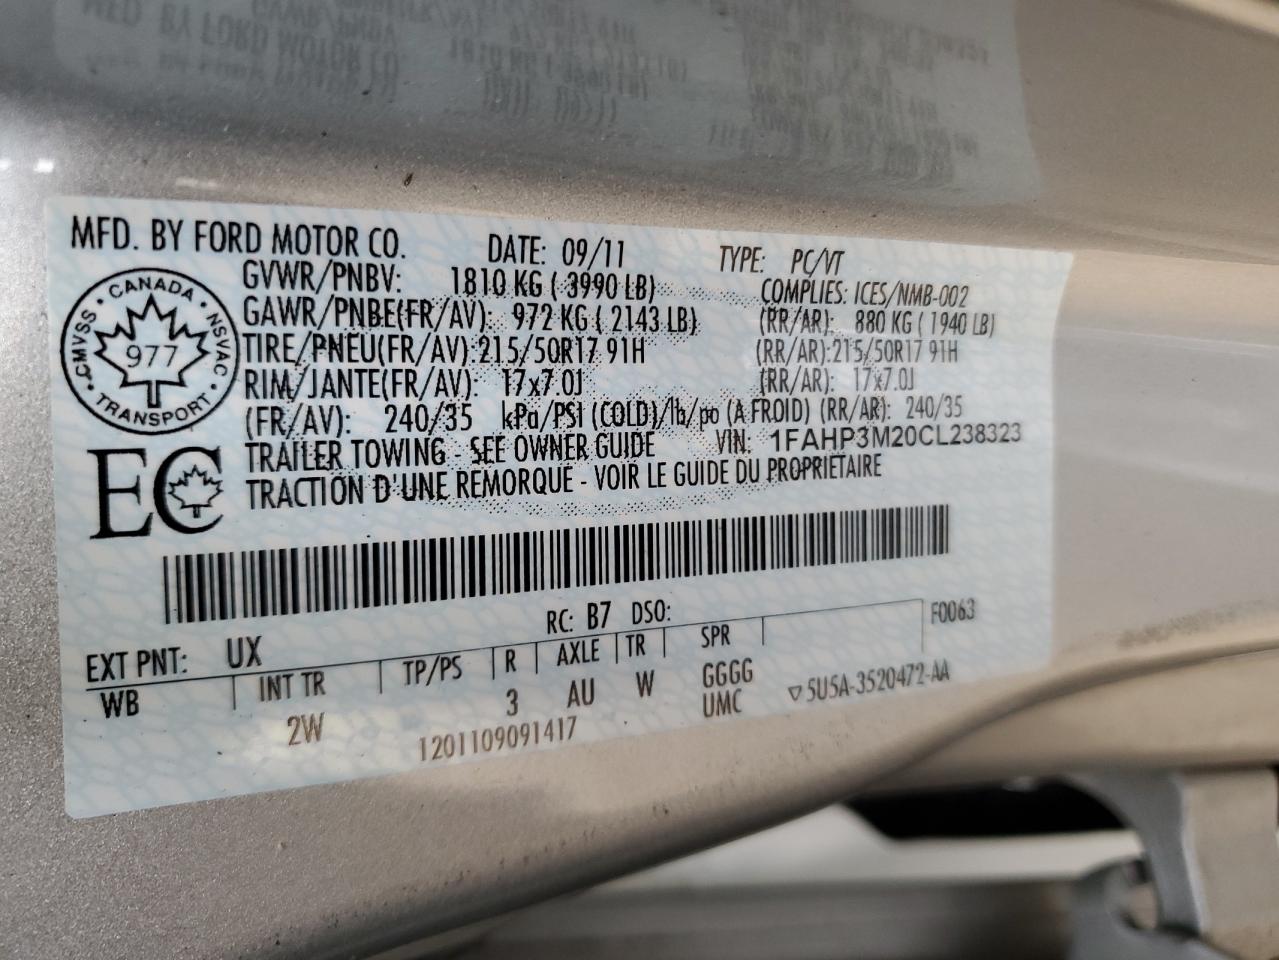 MFD. BY FORD MOTOR CO. DATE: 09/11 TYPE: PC/VT
GVWR/PNBV: 1810 KG ( 3990 LB) COMPLIES: ICES/NMB-002
GAWR/PNBE(FR/AV): 972 KG ( 2143 LB) (RR/AR): 880 KG ( 1940 LB)
TIRE/PNEU(FR/AV):215/50R17 91H (RR/AR):215/50R17 91H
RIM/JANTE(FR/AV): 17x7.0J (RR/AR): 17x7.0J
(FR/AV): 240/35 kPa/PSI (COLD)/lb/po (A FROID) (RR/AR): 240/35
TRAILER TOWING - SEE OWNER GUIDE VIN: 1FAHP3M20CL238323
TRACTION D'UNE REMORQUE - VOIR LE GUIDE DU PROPRIETAIRE
CANADA
CMVSS • NSVAC
977
TRANSPORT
EC
RC: B7 DSO: F0063
EXT PNT: UX
WB INT TR TP/PS R AXLE TR SPR
2W 3 AU W GGGG
UMC
1201109091417
▽5U5A-3520472-AA